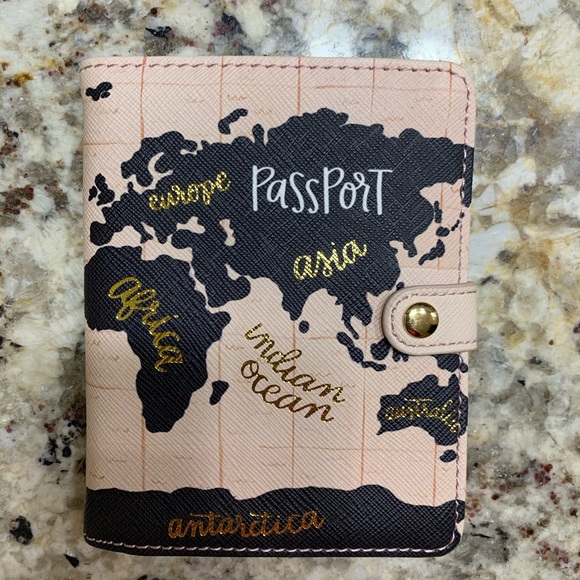 europe
PASSPORT
asia
africa
indian
ocean
australia
antarctica